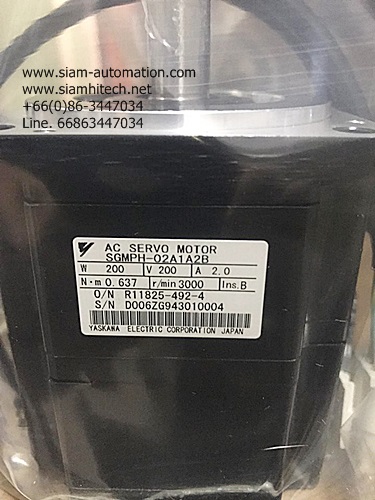 www.siam-automation.com
www.siamhitech.net
+66(0)86-3447034
Line. 66863447034
AC SERVO MOTOR
SGMPH-02A1A2B
W 200 V 200 A 2.0
N・m 0.637 r/min 3000 Ins.B
O/N R11825-492-4
S/N D006ZG943010004
YASKAWA ELECTRIC CORPORATION JAPAN